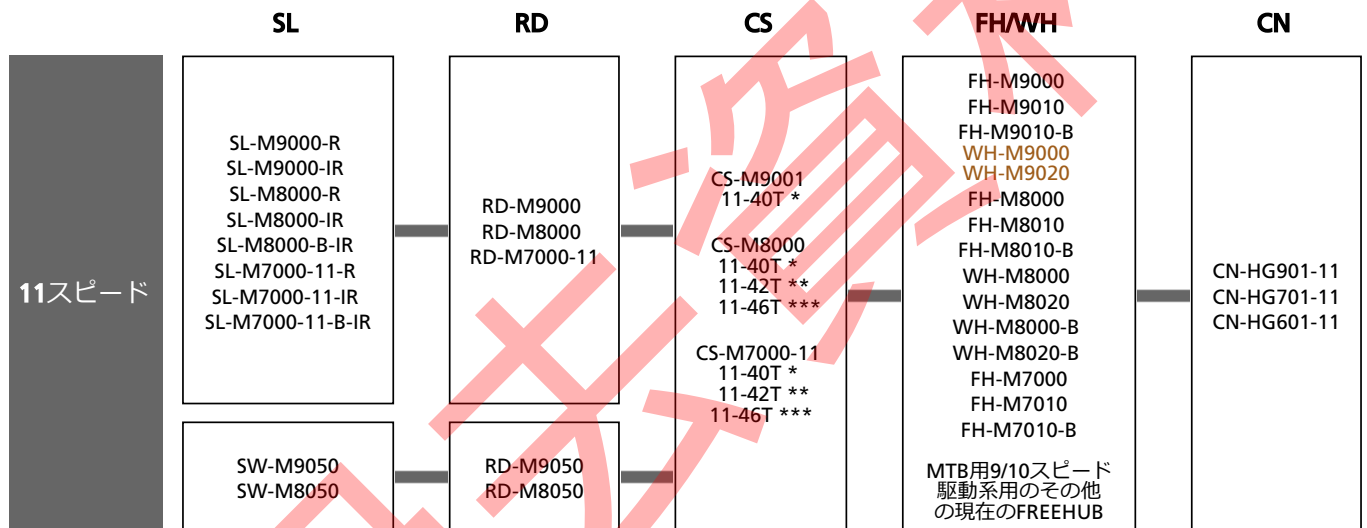 SL
RD
CS
FH/WH
CN
11スピード
SL-M9000-R
SL-M9000-IR
SL-M8000-R
SL-M8000-IR
SL-M8000-B-IR
SL-M7000-11-R
SL-M7000-11-IR
SL-M7000-11-B-IR
RD-M9000
RD-M8000
RD-M7000-11
SW-M9050
SW-M8050
RD-M9050
RD-M8050
CS-M9001
11-40T *
CS-M8000
11-40T *
11-42T **
11-46T ***
CS-M7000-11
11-40T *
11-42T **
11-46T ***
FH-M9000
FH-M9010
FH-M9010-B
WH-M9000
WH-M9020
FH-M8000
FH-M8010
FH-M8010-B
WH-M8000
WH-M8020
WH-M8000-B
WH-M8020-B
FH-M7000
FH-M7010
FH-M7010-B
MTB用9/10スピード
駆動系用のその他
の現在のFREEHUB
CN-HG901-11
CN-HG701-11
CN-HG601-11